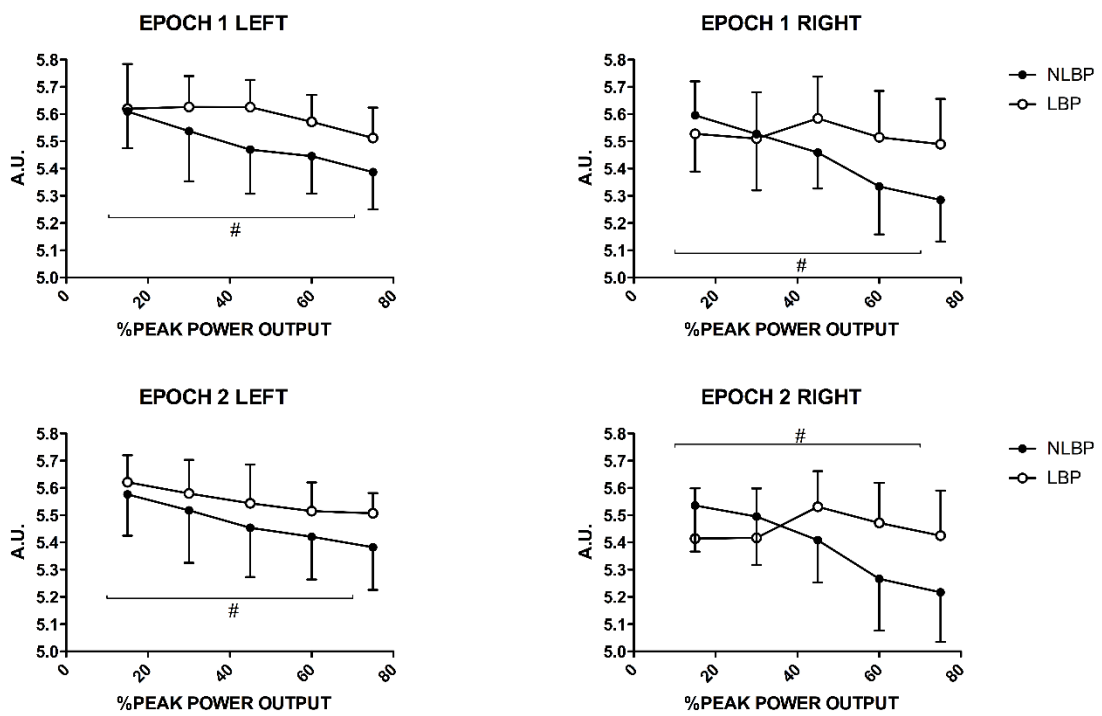 EPOCH 1 LEFT
5.8
5.7
5.6
5.5
5.4
5.3
5.2
5.1
5.0
A.U.
#
0 20 40 60 80
%PEAK POWER OUTPUT
EPOCH 1 RIGHT
5.8
5.7
5.6
5.5
5.4
5.3
5.2
5.1
5.0
A.U.
#
0 20 40 60 80
%PEAK POWER OUTPUT
NLBP
LBP
EPOCH 2 LEFT
5.8
5.7
5.6
5.5
5.4
5.3
5.2
5.1
5.0
A.U.
#
0 20 40 60 80
%PEAK POWER OUTPUT
EPOCH 2 RIGHT
5.8
5.7
5.6
5.5
5.4
5.3
5.2
5.1
5.0
A.U.
#
0 20 40 60 80
%PEAK POWER OUTPUT
NLBP
LBP